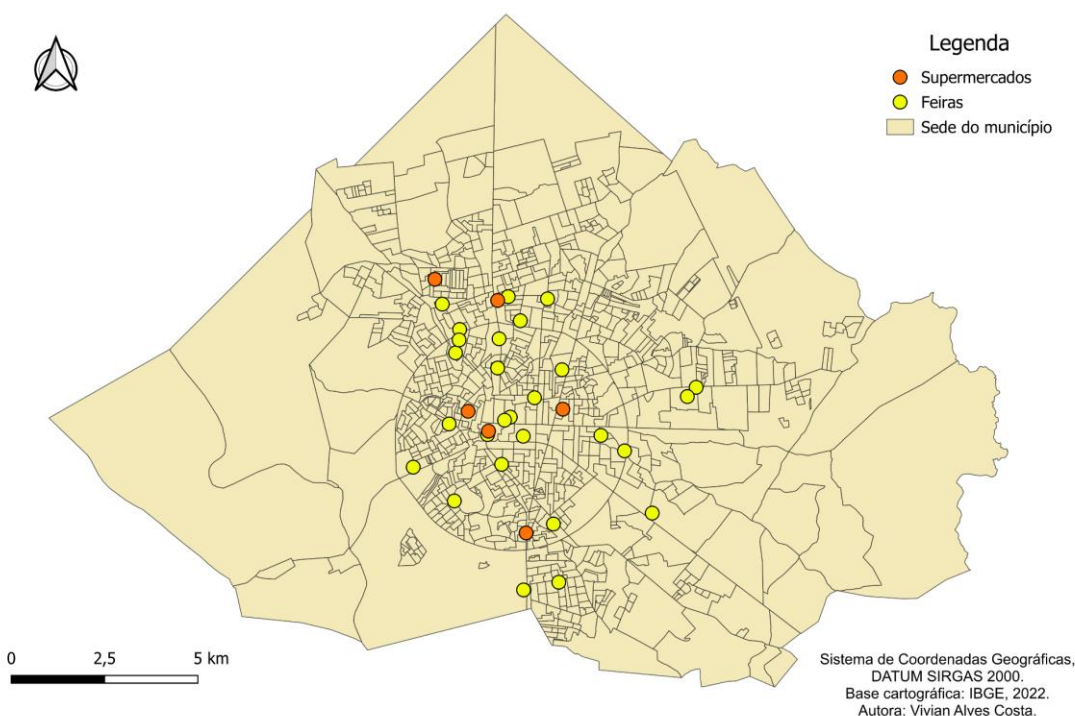 Legenda
Supermercados
Feiras
Sede do município
0 2,5 5 km
Sistema de Coordenadas Geográficas,
DATUM SIRGAS 2000.
Base cartográfica: IBGE, 2022.
Autora: Vivian Alves Costa.